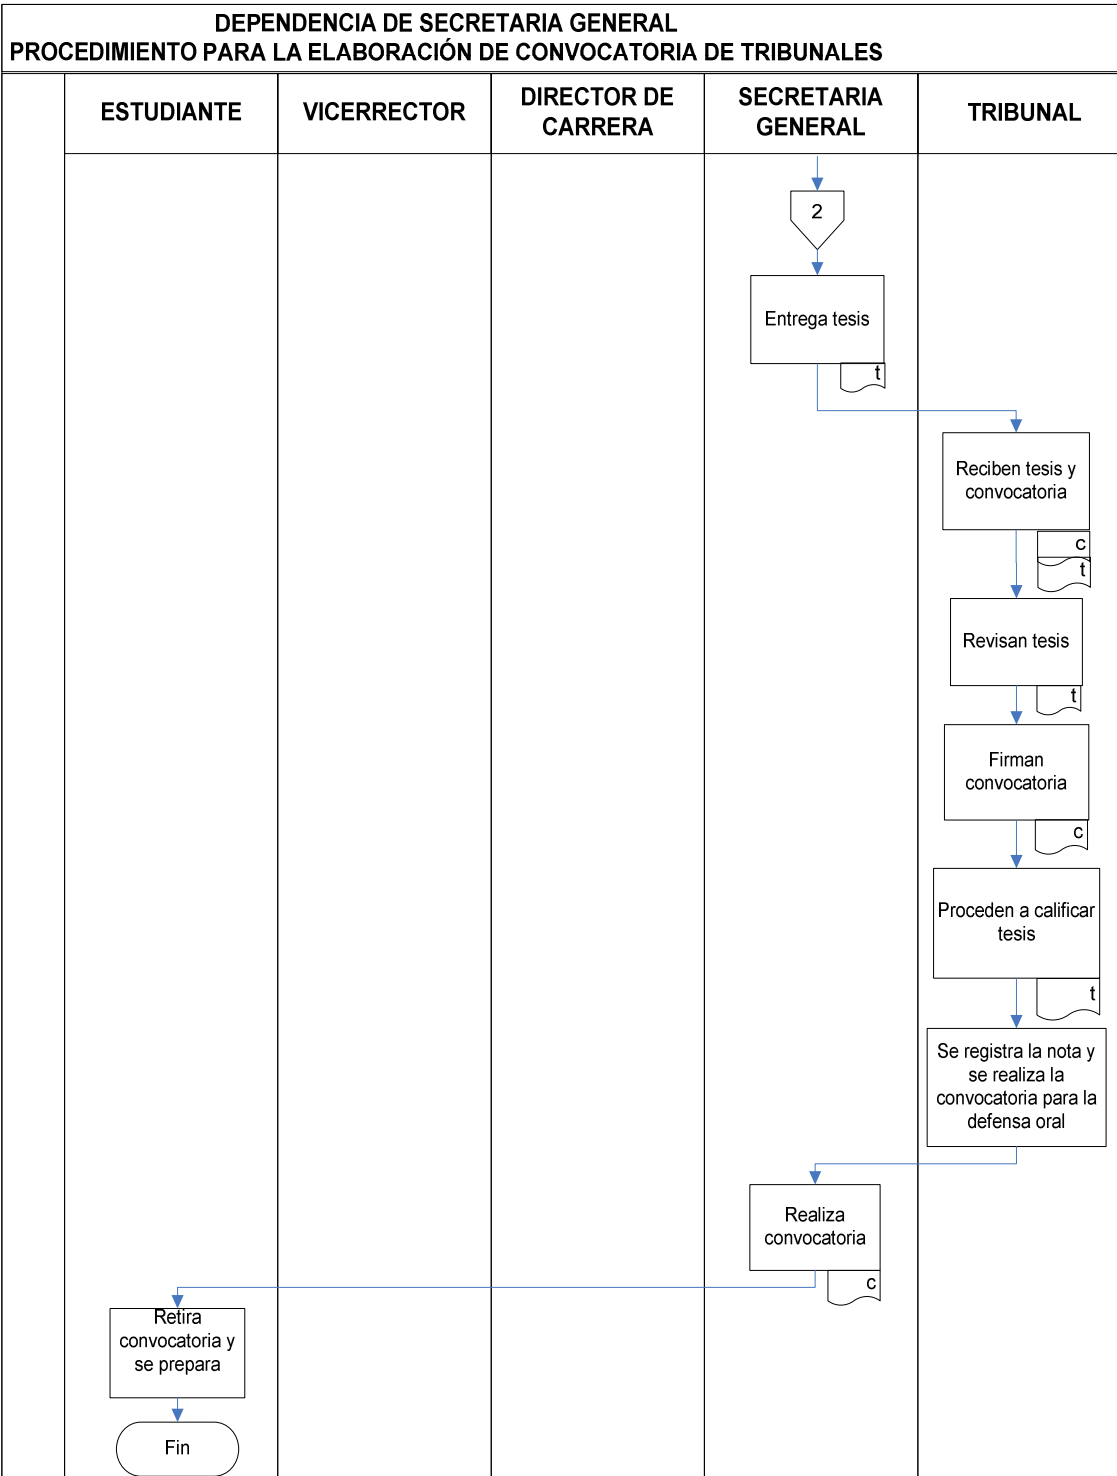 DEPENDENCIA DE SECRETARIA GENERAL
PROCEDIMIENTO PARA LA ELABORACIÓN DE CONVOCATORIA DE TRIBUNALES
ESTUDIANTE
VICERRECTOR
DIRECTOR DE
CARRERA
SECRETARIA
GENERAL
TRIBUNAL
2
Entrega tesis
t
Reciben tesis y
convocatoria
c
t
Revisan tesis
t
Firman
convocatoria
c
Proceden a calificar
tesis
t
Se registra la nota y
se realiza la
convocatoria para la
defensa oral
Realiza
convocatoria
c
Retira
convocatoria y
se prepara
Fin